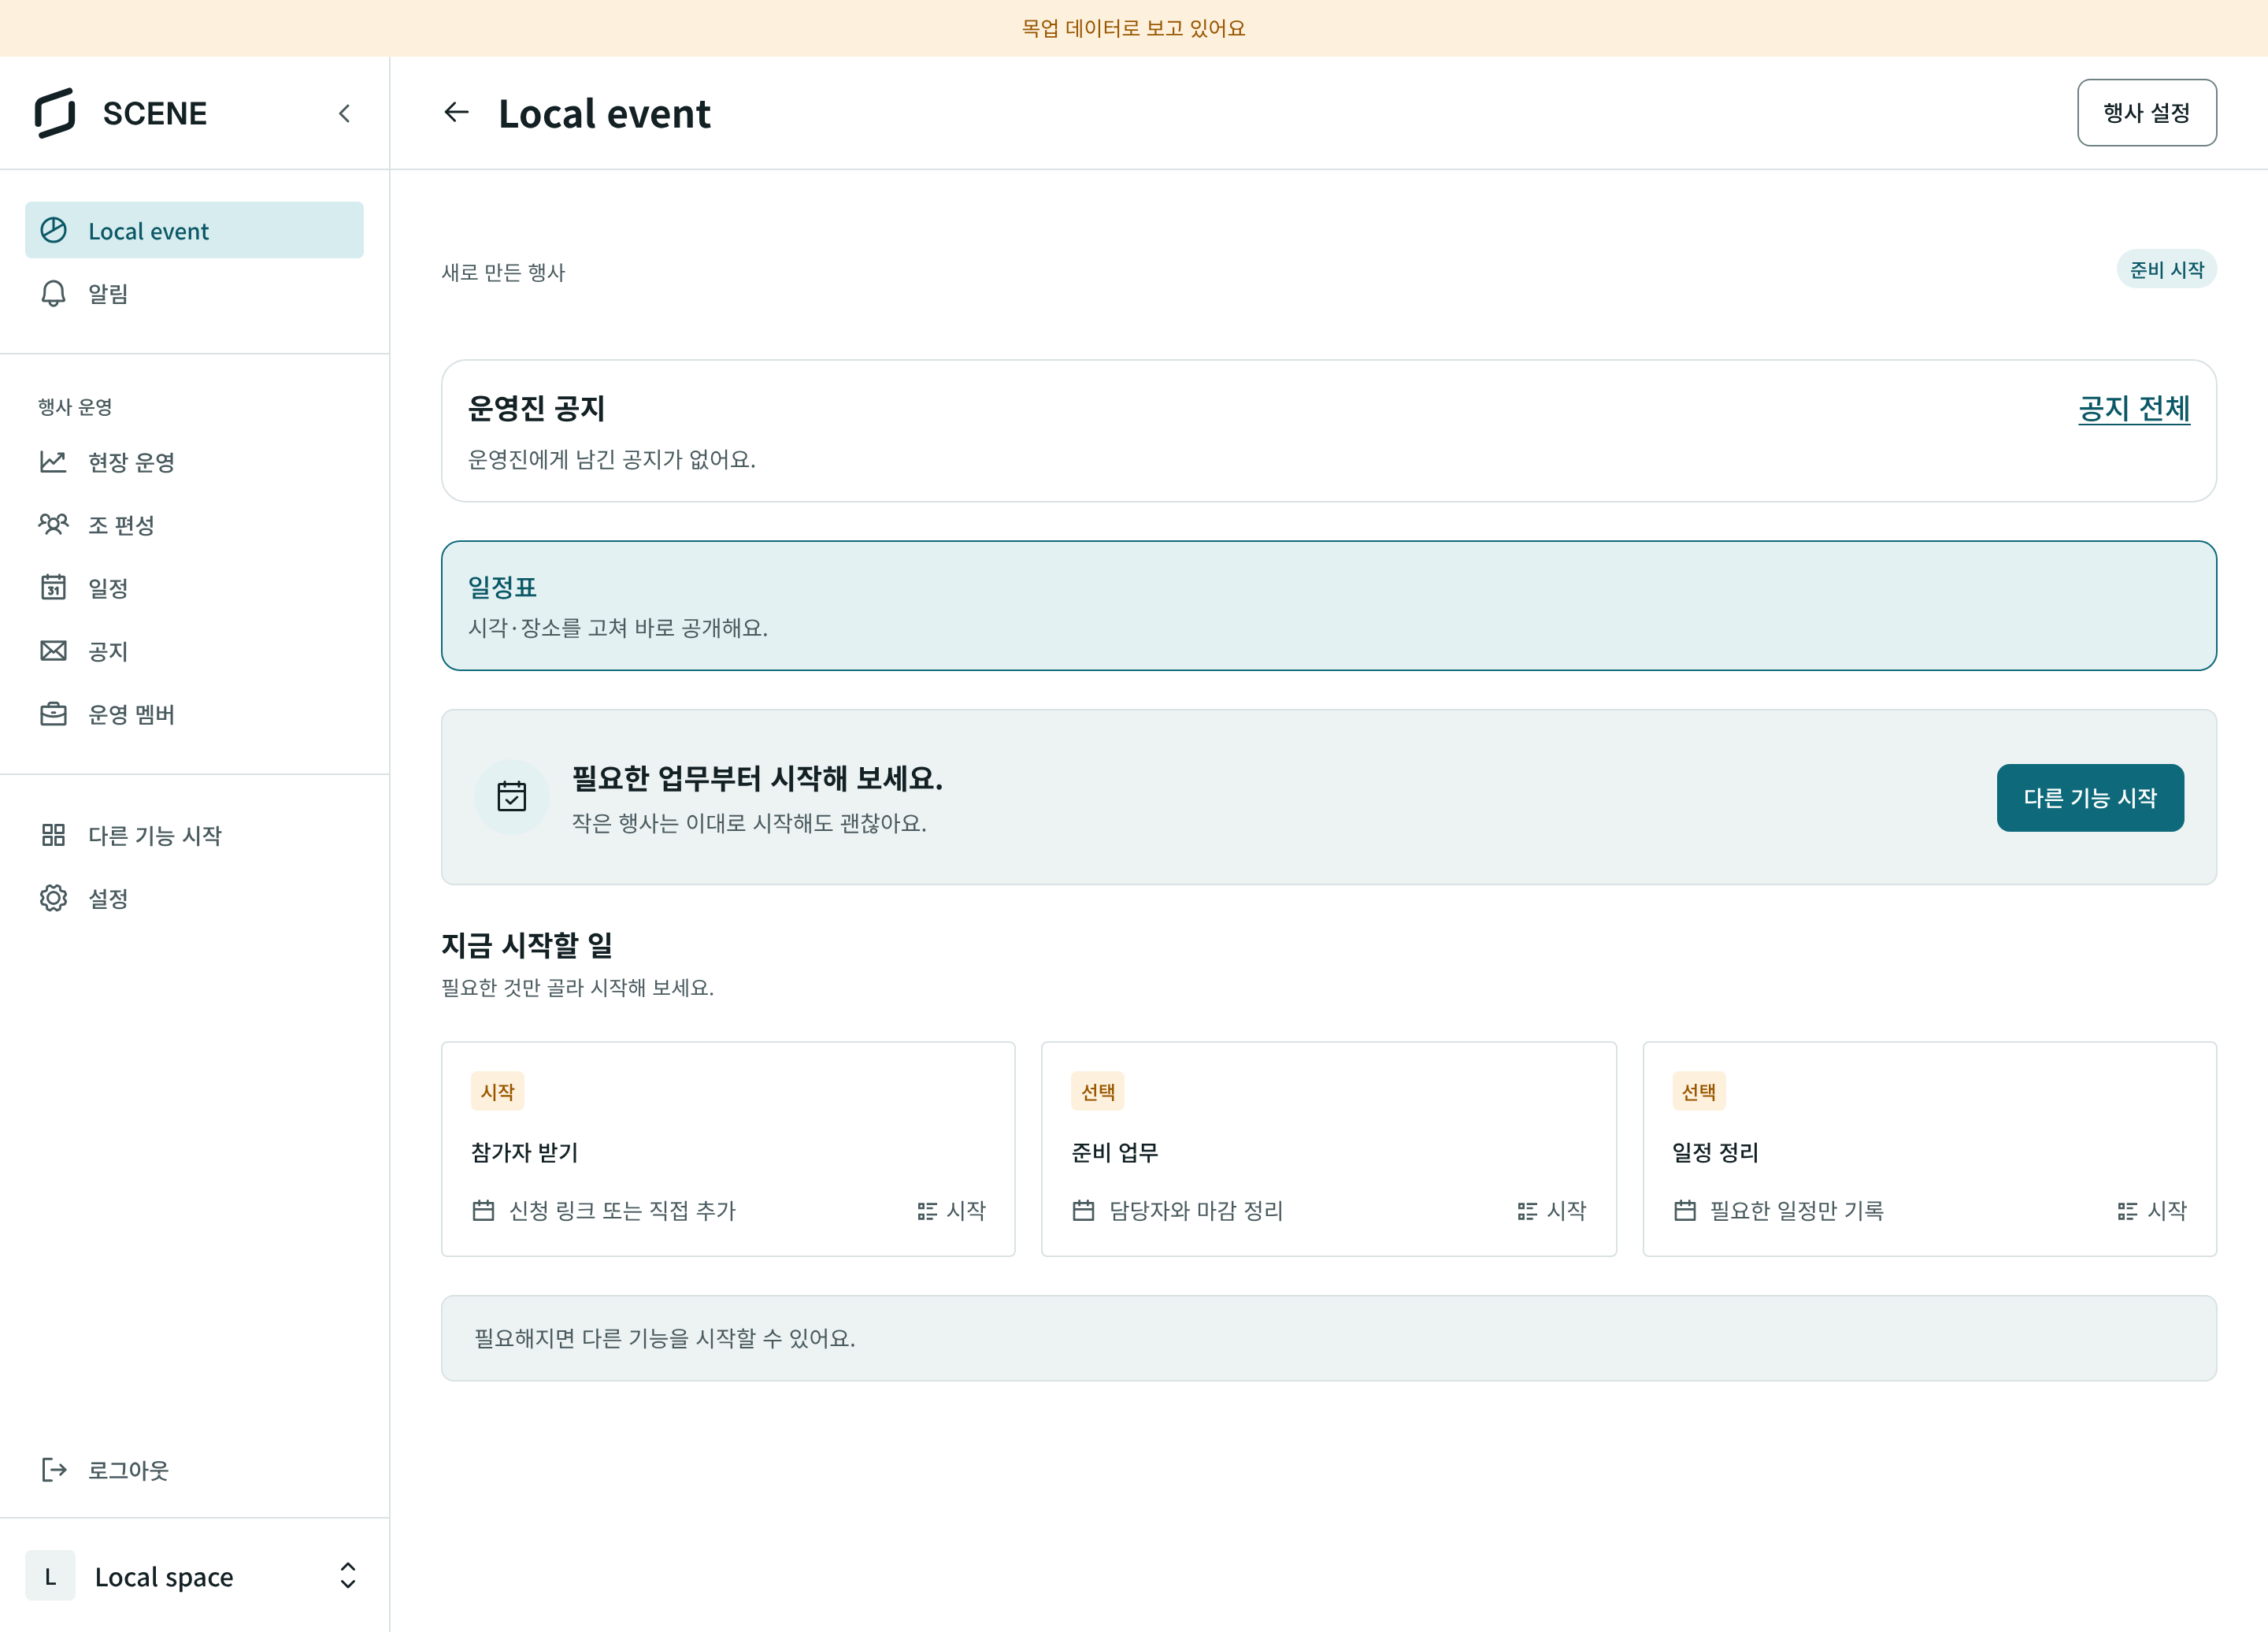 목업 데이터로 보고 있어요
SCENE
Local event
행사 설정
Local event
알림
행사 운영
현장 운영
조 편성
31
일정
공지
운영 멤버
다른 기능 시작
설정
로그아웃
L
Local space
새로 만든 행사
준비 시작
운영진 공지
공지 전체
운영진에게 남긴 공지가 없어요.
일정표
시각·장소를 고쳐 바로 공개해요.
필요한 업무부터 시작해 보세요.
작은 행사는 이대로 시작해도 괜찮아요.
다른 기능 시작
지금 시작할 일
필요한 것만 골라 시작해 보세요.
시작
참가자 받기
신청 링크 또는 직접 추가
시작
선택
준비 업무
담당자와 마감 정리
시작
선택
일정 정리
필요한 일정만 기록
시작
필요해지면 다른 기능을 시작할 수 있어요.